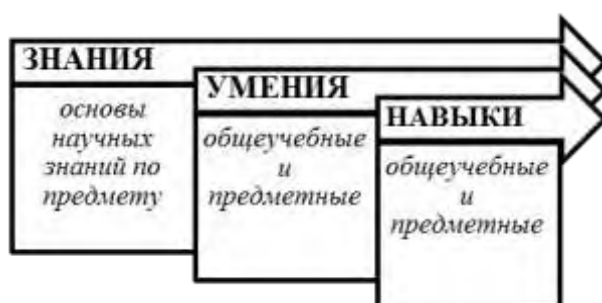 ЗНАНИЯ
основы
научных
знаний по
предмету
УМЕНИЯ
общеучебные
и
предметные
НАВЫКИ
общеучебные
и
предметные